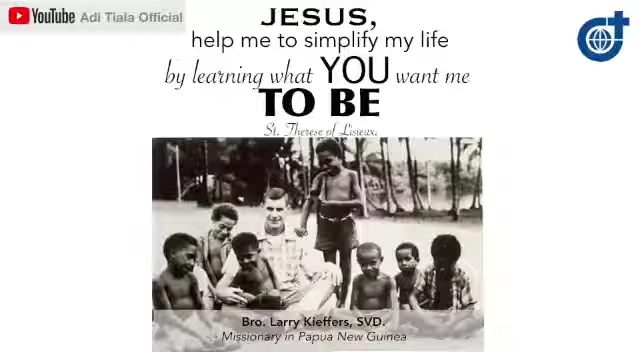 YouTube Adi Tiala Official
JESUS,
help me to simplify my life
by learning what YOU want me
TO BE
St. Therese of Lisieux.
Bro. Larry Kieffers, SVD.
Missionary in Papua New Guinea